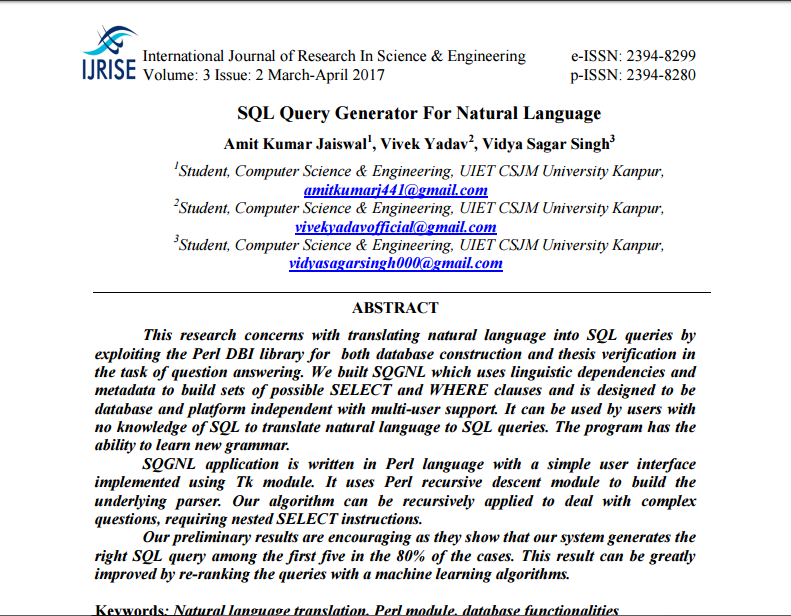 IJRISE
International Journal of Research In Science & Engineering e-ISSN: 2394-8299
Volume: 3 Issue: 2 March-April 2017 p-ISSN: 2394-8280
SQL Query Generator For Natural Language
Amit Kumar Jaiswal1, Vivek Yadav2, Vidya Sagar Singh3
1Student, Computer Science & Engineering, UIET CSJM University Kanpur,
amitkumarj441@gmail.com
2Student, Computer Science & Engineering, UIET CSJM University Kanpur,
vivekyadavofficial@gmail.com
3Student, Computer Science & Engineering, UIET CSJM University Kanpur,
vidyasagarsingh000@gmail.com
ABSTRACT
This research concerns with translating natural language into SQL queries by
exploiting the Perl DBI library for both database construction and thesis verification in
the task of question answering. We built SQGNL which uses linguistic dependencies and
metadata to build sets of possible SELECT and WHERE clauses and is designed to be
database and platform independent with multi-user support. It can be used by users with
no knowledge of SQL to translate natural language to SQL queries. The program has the
ability to learn new grammar.
SQGNL application is written in Perl language with a simple user interface
implemented using Tk module. It uses Perl recursive descent module to build the
underlying parser. Our algorithm can be recursively applied to deal with complex
questions, requiring nested SELECT instructions.
Our preliminary results are encouraging as they show that our system generates the
right SQL query among the first five in the 80% of the cases. This result can be greatly
improved by re-ranking the queries with a machine learning algorithms.
Keywords: Natural language translation, Perl module, database functionalities